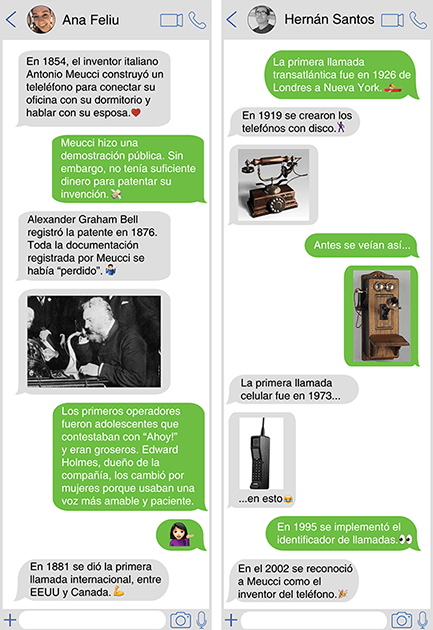 Ana Feliu
En 1854, el inventor italiano
Antonio Meucci construyó un
teleléfono para conectar su
oficina con su dormitorio y
hablar con su esposa.❤️
Meucci hizo una
demostración pública. Sin
embargo, no tenía suficiente
dinero para patentar su
invención.💸
Alexander Graham Bell
registró la patente en 1876.
Toda la documentación
registrada por Meucci se
había “perdido”.🤷🏻‍♂️
Los primeros operadores
fueron adolescentes que
contestaban con “Ahoy!”
y eran groseros. Edward
Holmes, dueño de la
compañía, los cambió por
mujeres porque usaban una
voz más amable y paciente.
💁🏻‍♀️
En 1881 se dió la primera
llamada internacional, entre
EEUU y Canada.💪
Hernán Santos
La primera llamada
transatlántica fue en 1926 de
Londres a Nueva York.🚤
En 1919 se crearon los
telefónos con disco.🕺
Antes se veían así...
La primera llamada
celular fue en 1973...
...en esto😂
En 1995 se implementó el
identificador de llamadas.👀
En el 2002 se reconoció
a Meucci como el
inventor del teléfono.🎉